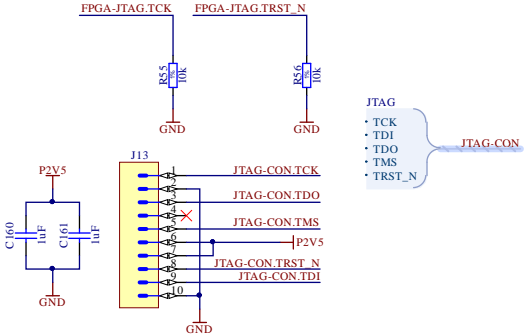 FPGA-JTAG.TCK
FPGA-JTAG.TRST_N
R55
10k
R56
10k
GND
GND
JTAG
TCK
TDI
TDO
TMS
TRST_N
JTAG-CON
J13
1 JTAG-CON.TCK
2
3 JTAG-CON.TDO
4
5 JTAG-CON.TMS
6 P2V5
7
8 JTAG-CON.TRST_N
9 JTAG-CON.TDI
10
GND
P2V5
C160
1uF
C161
1uF
GND